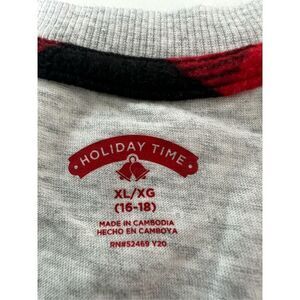 HOLIDAY TIME
XL/XG
(16-18)
MADE IN CAMBODIA
HECHO EN CAMBOYA
RN#52469 Y20